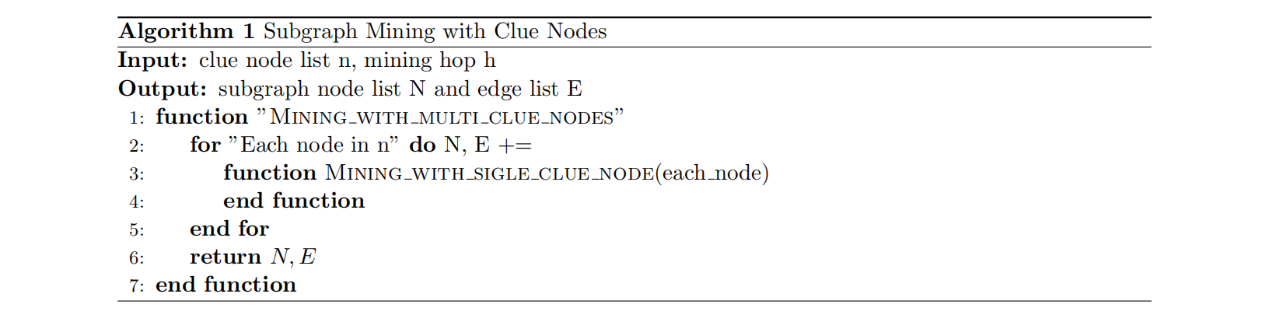 Algorithm 1 Subgraph Mining with Clue Nodes
Input: clue node list n, mining hop h
Output: subgraph node list N and edge list E
1: function ”MINING_WITH_MULTI_CLUE_NODES”
2: for ”Each node in n” do N, E +=
3: function MINING_WITH_SIGLE_CLUE_NODE(each_node)
4: end function
5: end for
6: return N, E
7: end function